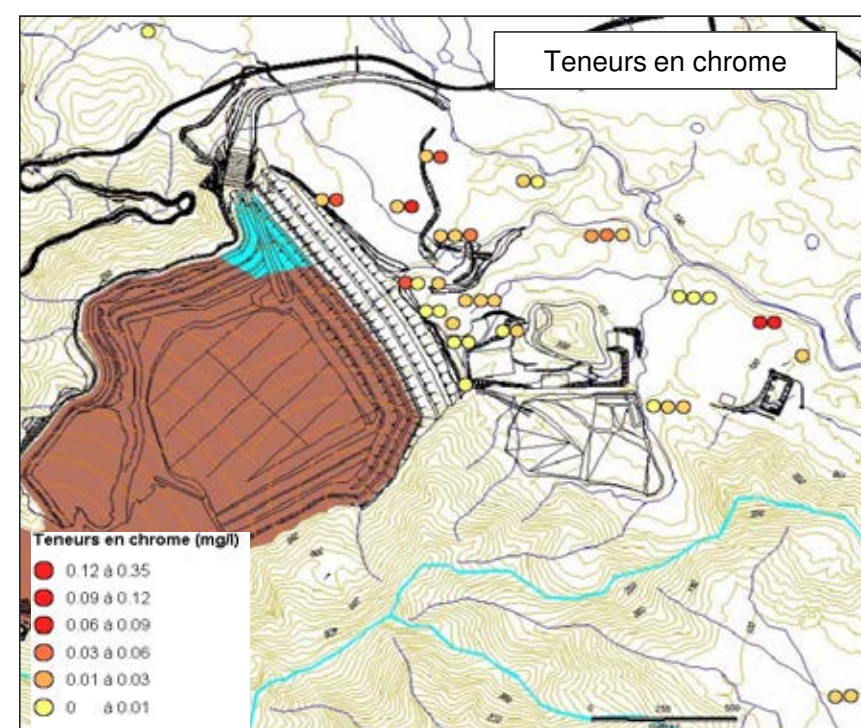 Teneurs en chrome
Teneurs en chrome (mg/l)
0.12 à 0.35
0.09 à 0.12
0.06 à 0.09
0.03 à 0.06
0.01 à 0.03
0 à 0.01
0 250 500